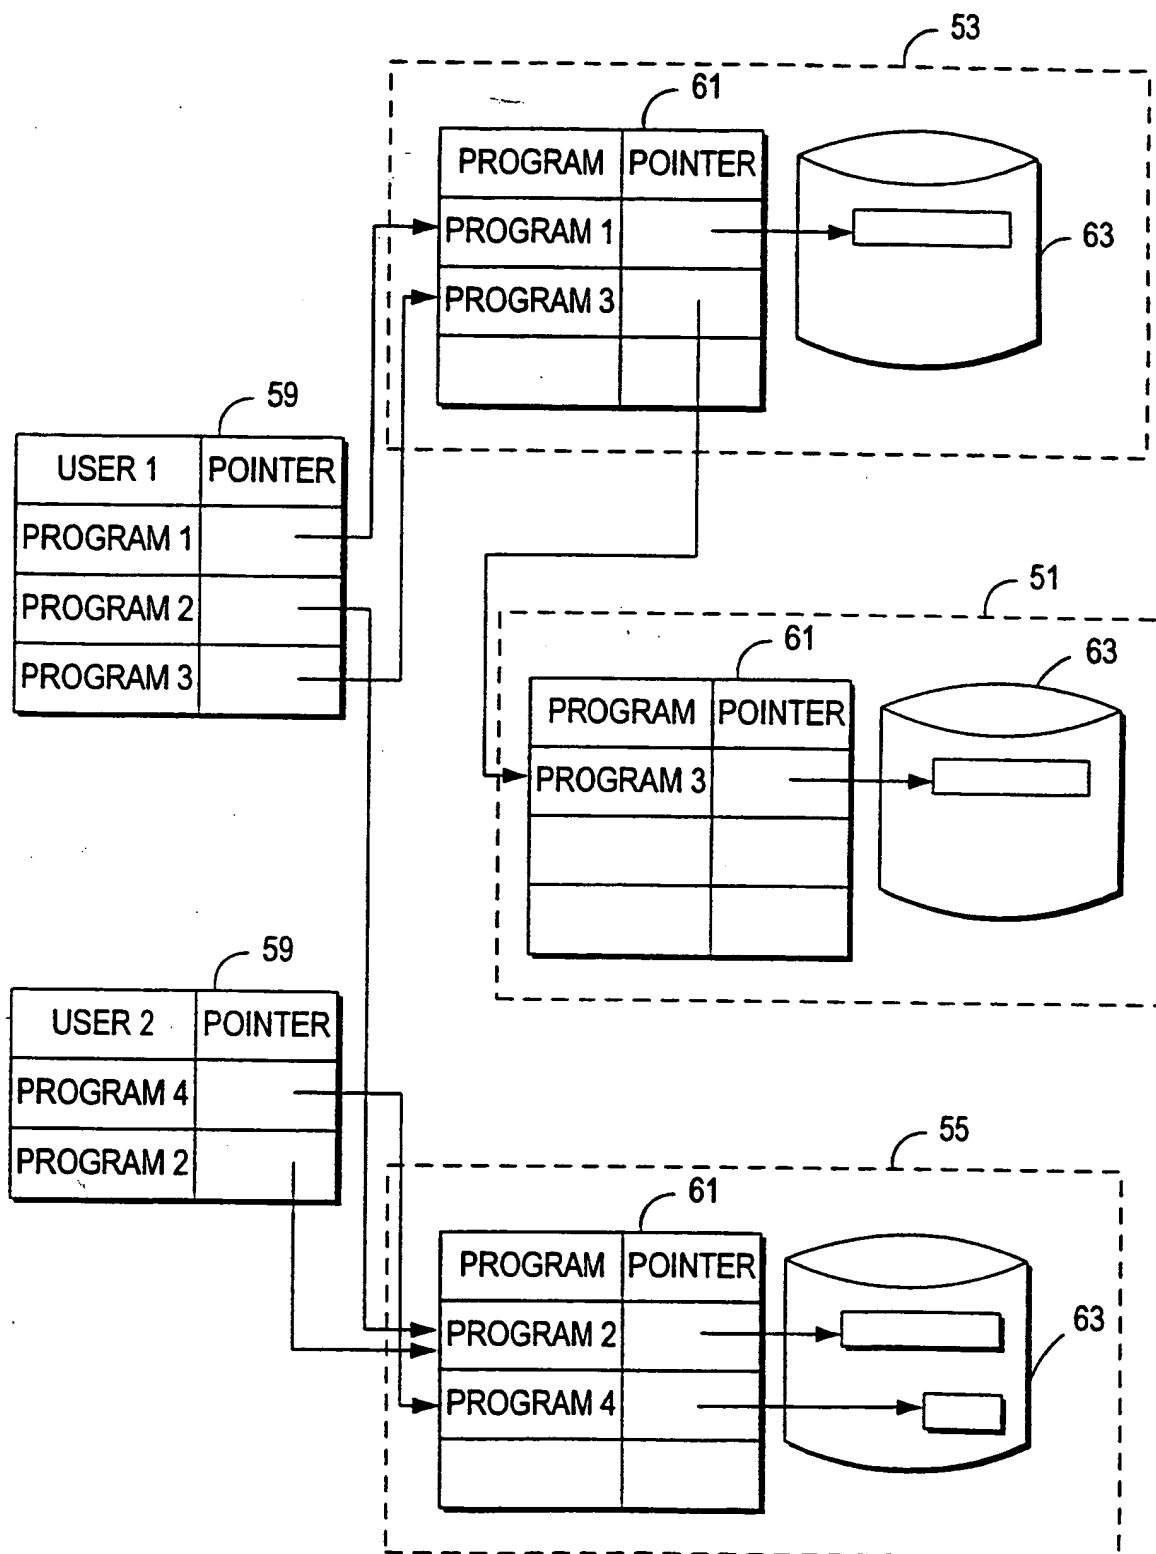 53
61
PROGRAM POINTER
PROGRAM 1
PROGRAM 3
63
59
USER 1 POINTER
PROGRAM 1
PROGRAM 2
PROGRAM 3
51
61
63
PROGRAM POINTER
PROGRAM 3
59
USER 2 POINTER
PROGRAM 4
PROGRAM 2
55
61
PROGRAM POINTER
PROGRAM 2
PROGRAM 4
63